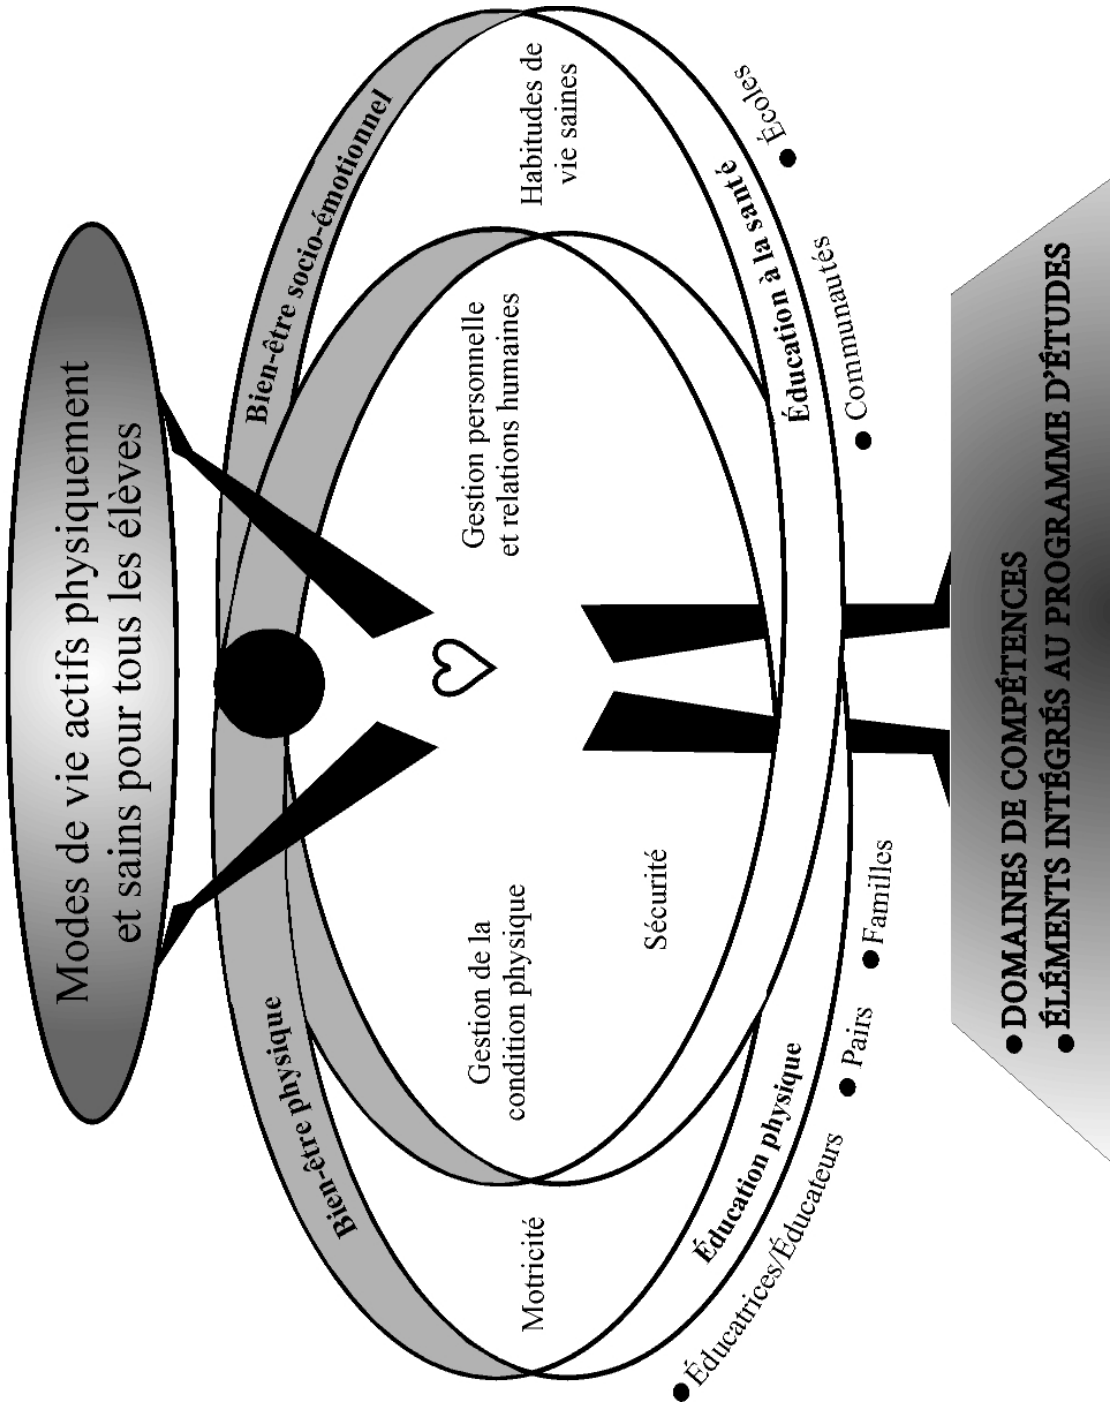 Modes de vie actifs physiquement
et sains pour tous les élèves
Bien-être physique
Bien-être socio-émotionnel
Motricité
Gestion de la
condition physique
Sécurité
Gestion personnelle
et relations humaines
Habitudes de
vie saines
Éducation physique
Éducation à la santé
● Éducatrices/Éducateurs
● Pairs
● Familles
● Communautés
● Écoles
● DOMAINES DE COMPÉTENCES
● ÉLÉMENTS INTÉGRÉS AU PROGRAMME D'ÉTUDES